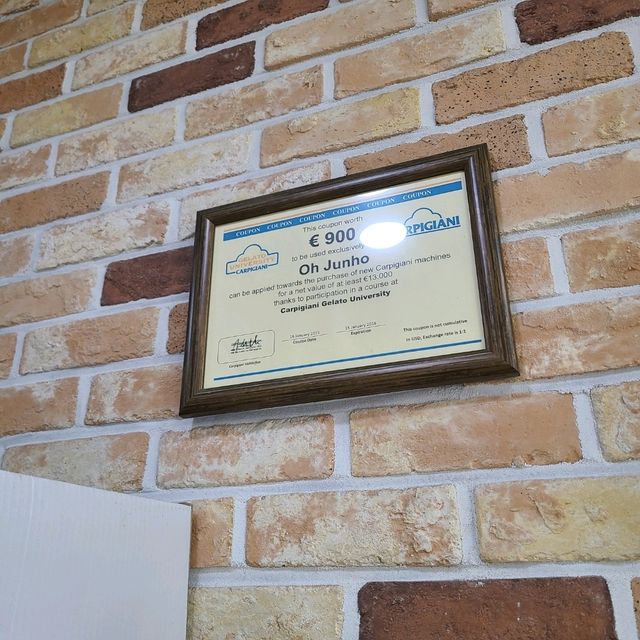 COUPON COUPON COUPON COUPON COUPON COUPON
This coupon worth
€ 900
to be used exclusively
Oh Junho
can be applied towards the purchase of new Carpigiani machines
for a net value of at least €13.000
thanks to participation in a course at
Carpigiani Gelato University
GELATO
UNIVERSITY
CARPIGIANI
RPIGIANI
Course Date
Expiration
This coupon is not cumulative
In USD, Exchange rate is 1:1
Carpigiani Validation